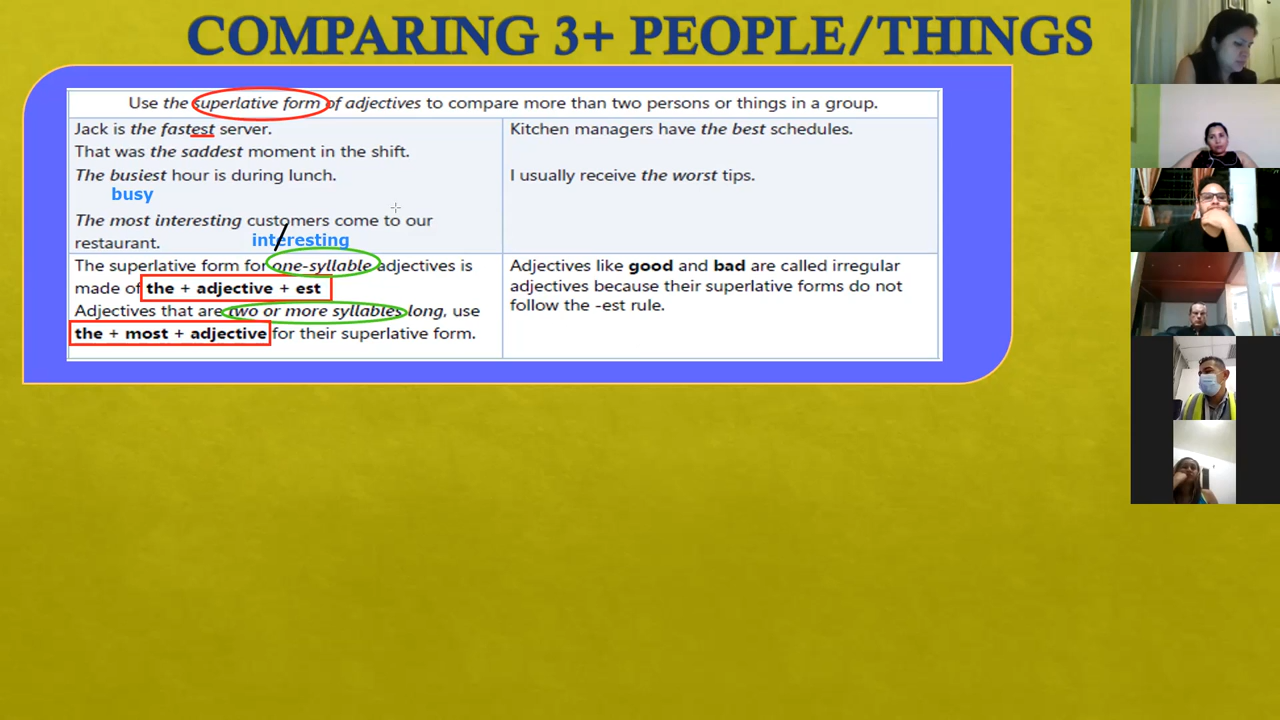 COMPARING 3+ PEOPLE/THINGS
Use the superlative form of adjectives to compare more than two persons or things in a group.
Jack is the fastest server.
That was the saddest moment in the shift.
The busiest hour is during lunch.
busy
The most interesting customers come to our
restaurant.
interesting
Kitchen managers have the best schedules.
I usually receive the worst tips.
The superlative form for one-syllable adjectives is
made of the + adjective + est
Adjectives that are two or more syllables long, use
the + most + adjective for their superlative form.
Adjectives like good and bad are called irregular
adjectives because their superlative forms do not
follow the -est rule.